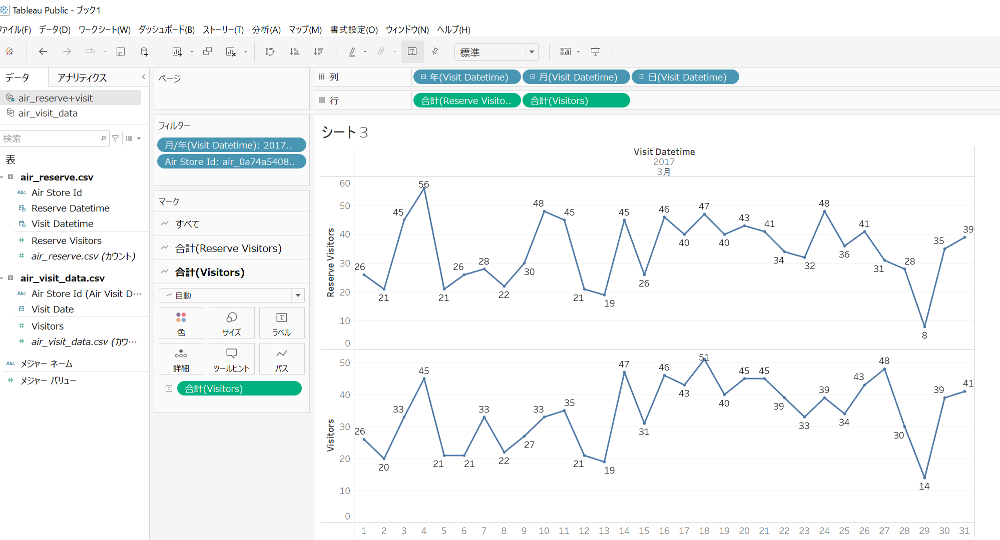 Tableau Public - ブック1
ファイル(F) データ(D) ワークシート(W) ダッシュボード(B) ストーリー(T) 分析(A) マップ(M) 書式設定(O) ウィンドウ(N) ヘルプ(H)
標準
データ アナリティクス
air_reserve+visit
air_visit_data
検索
表
air_reserve.csv
Abc Air Store Id
Reserve Datetime
Visit Datetime
# Reserve Visitors
# air_reserve.csv (カウント)
air_visit_data.csv
Abc Air Store Id (Air Visit D…
Visit Date
# Visitors
# air_visit_data.csv (カウ…
Abc メジャー ネーム
# メジャー バリュー
ページ
フィルター
月/年(Visit Datetime): 2017..
Air Store Id: air_0a74a5408..
マーク
すべて
合計(Reserve Visitors)
合計(Visitors)
自動
色 サイズ T ラベル
詳細 ツールヒント パス
T 合計(Visitors)
列 年(Visit Datetime) 月(Visit Datetime) 日(Visit Datetime)
行 合計(Reserve Visito.. 合計(Visitors)
シート 3
Visit Datetime
2017
3月
Reserve Visitors
60
50
40
30
20
10
0
26 21 45 56 21 26 28 22 30 48 45 21 19 45 26 46 40 47 40 43 41 34 32 48 36 41 31 28 8 35 39
Visitors
50
40
30
20
10
0
26 20 33 45 21 21 33 22 27 33 35 21 19 47 31 46 43 51 40 45 45 39 33 39 34 43 48 30 14 39 41
1 2 3 4 5 6 7 8 9 10 11 12 13 14 15 16 17 18 19 20 21 22 23 24 25 26 27 28 29 30 31